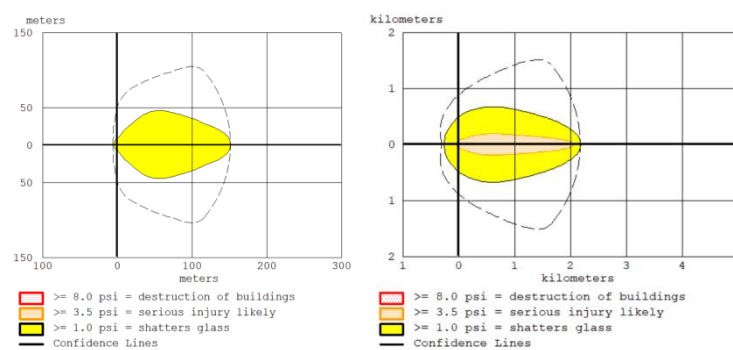 meters
150
50
0
50
150
100
0
100
200
300
meters
>= 8.0 psi = destruction of buildings
>= 3.5 psi = serious injury likely
>= 1.0 psi = shatters glass
Confidence Lines
kilometers
2
1
0
1
2
1
0
1
2
3
4
kilometers
>= 8.0 psi = destruction of buildings
>= 3.5 psi = serious injury likely
>= 1.0 psi = shatters glass
Confidence Lines